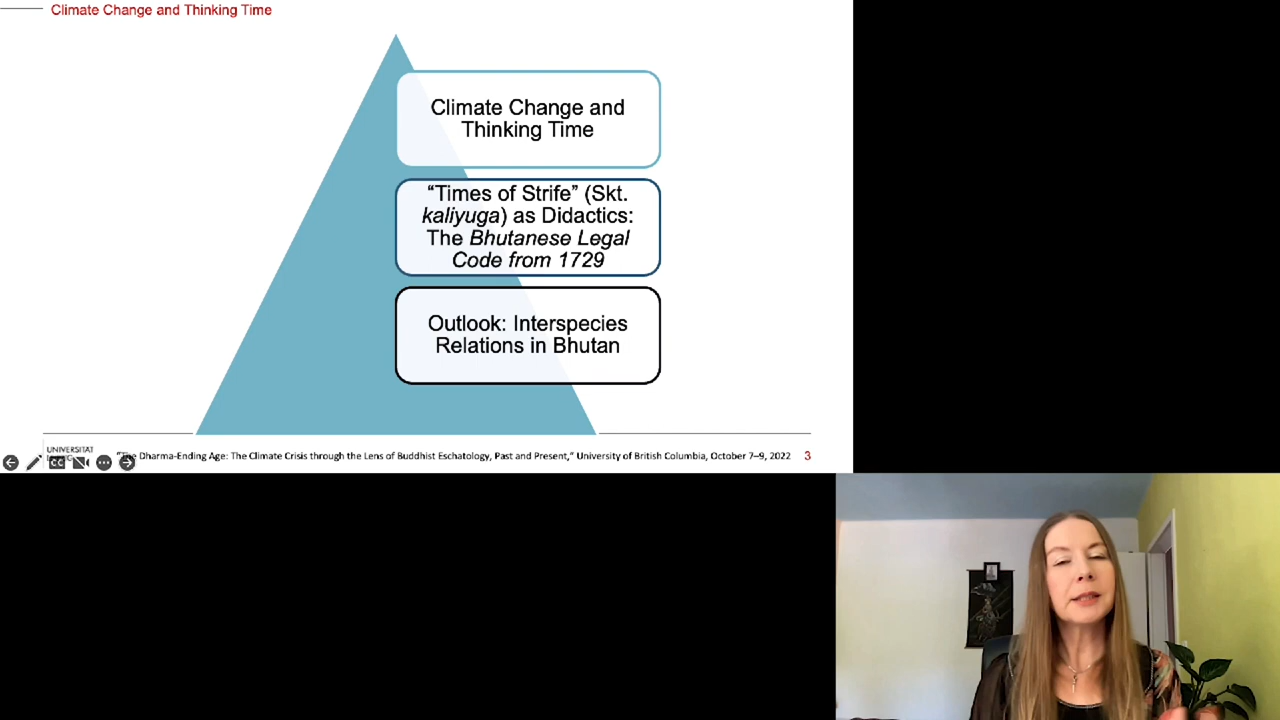 Climate Change and Thinking Time
Climate Change and
Thinking Time
“Times of Strife” (Skt.
kaliyuga) as Didactics:
The Bhutanese Legal
Code from 1729
Outlook: Interspecies
Relations in Bhutan
UNIVERSITÄT
Dharma-Ending Age: The Climate Crisis through the Lens of Buddhist Eschatology, Past and Present,” University of British Columbia, October 7–9, 2022 3
CC